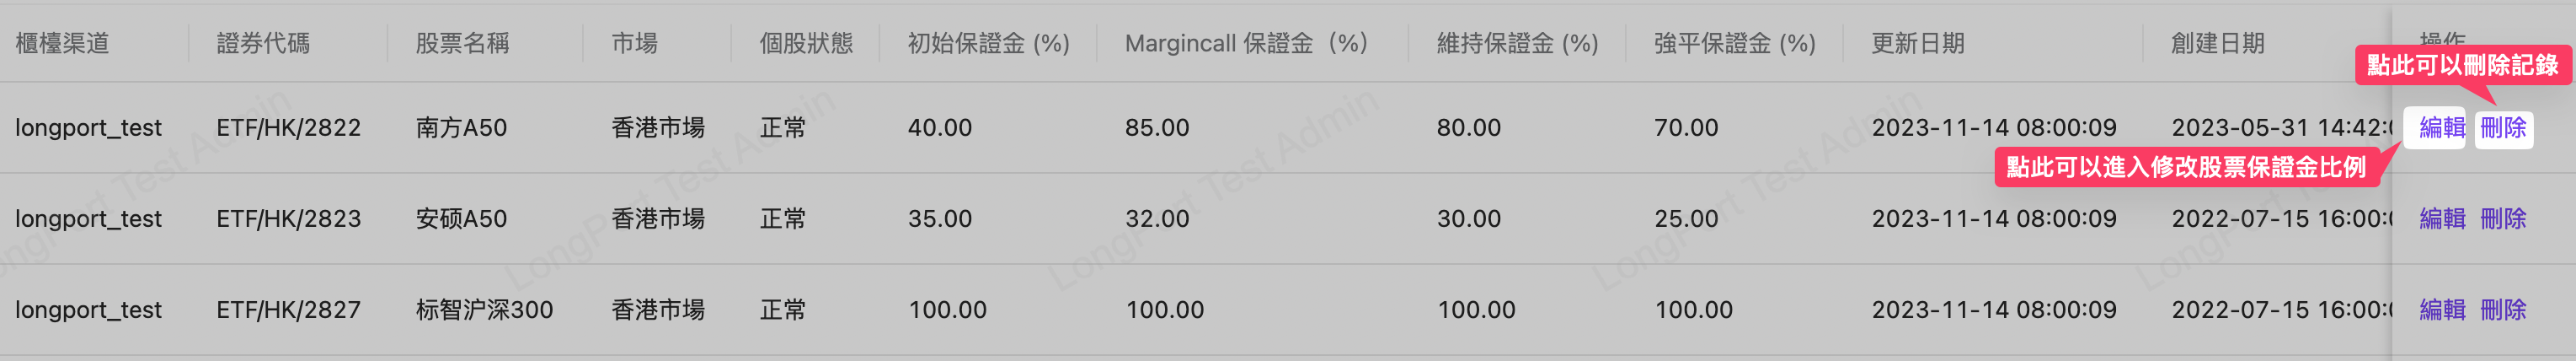 櫃檯渠道 證券代碼 股票名稱 市場 個股狀態 初始保證金 (%) Margincall 保證金（%） 維持保證金 (%) 強平保證金 (%) 更新日期 創建日期 操作
點此可以刪除記錄
longport_test ETF/HK/2822 南方A50 香港市場 正常 40.00 85.00 80.00 70.00 2023-11-14 08:00:09 2023-05-31 14:42: 編輯 刪除
點此可以進入修改股票保證金比例
longport_test ETF/HK/2823 安硕A50 香港市場 正常 35.00 32.00 30.00 25.00 2023-11-14 08:00:09 2022-07-15 16:00: 編輯 刪除
longport_test ETF/HK/2827 标智沪深300 香港市場 正常 100.00 100.00 100.00 100.00 2023-11-14 08:00:09 2022-07-15 16:00: 編輯 刪除
LongPort Test Admin
LongPort Test Admin
LongPort Test Admin
LongPort Test Admin